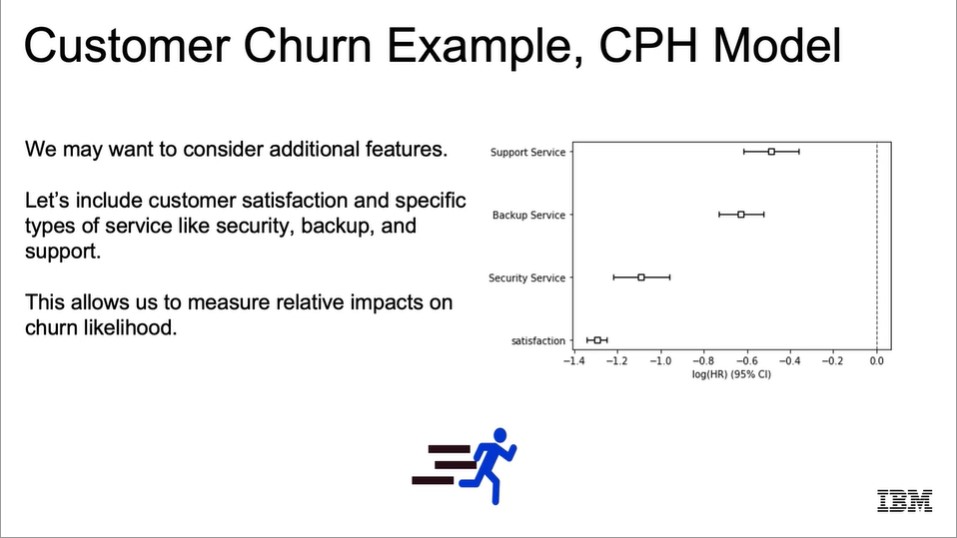 Customer Churn Example, CPH Model
We may want to consider additional features.
Let's include customer satisfaction and specific
types of service like security, backup, and
support.
This allows us to measure relative impacts on
churn likelihood.
Support Service
Backup Service
Security Service
satisfaction
−1.4 −1.2 −1.0 −0.8 −0.6 −0.4 −0.2 0.0
log(HR) (95% CI)
IBM